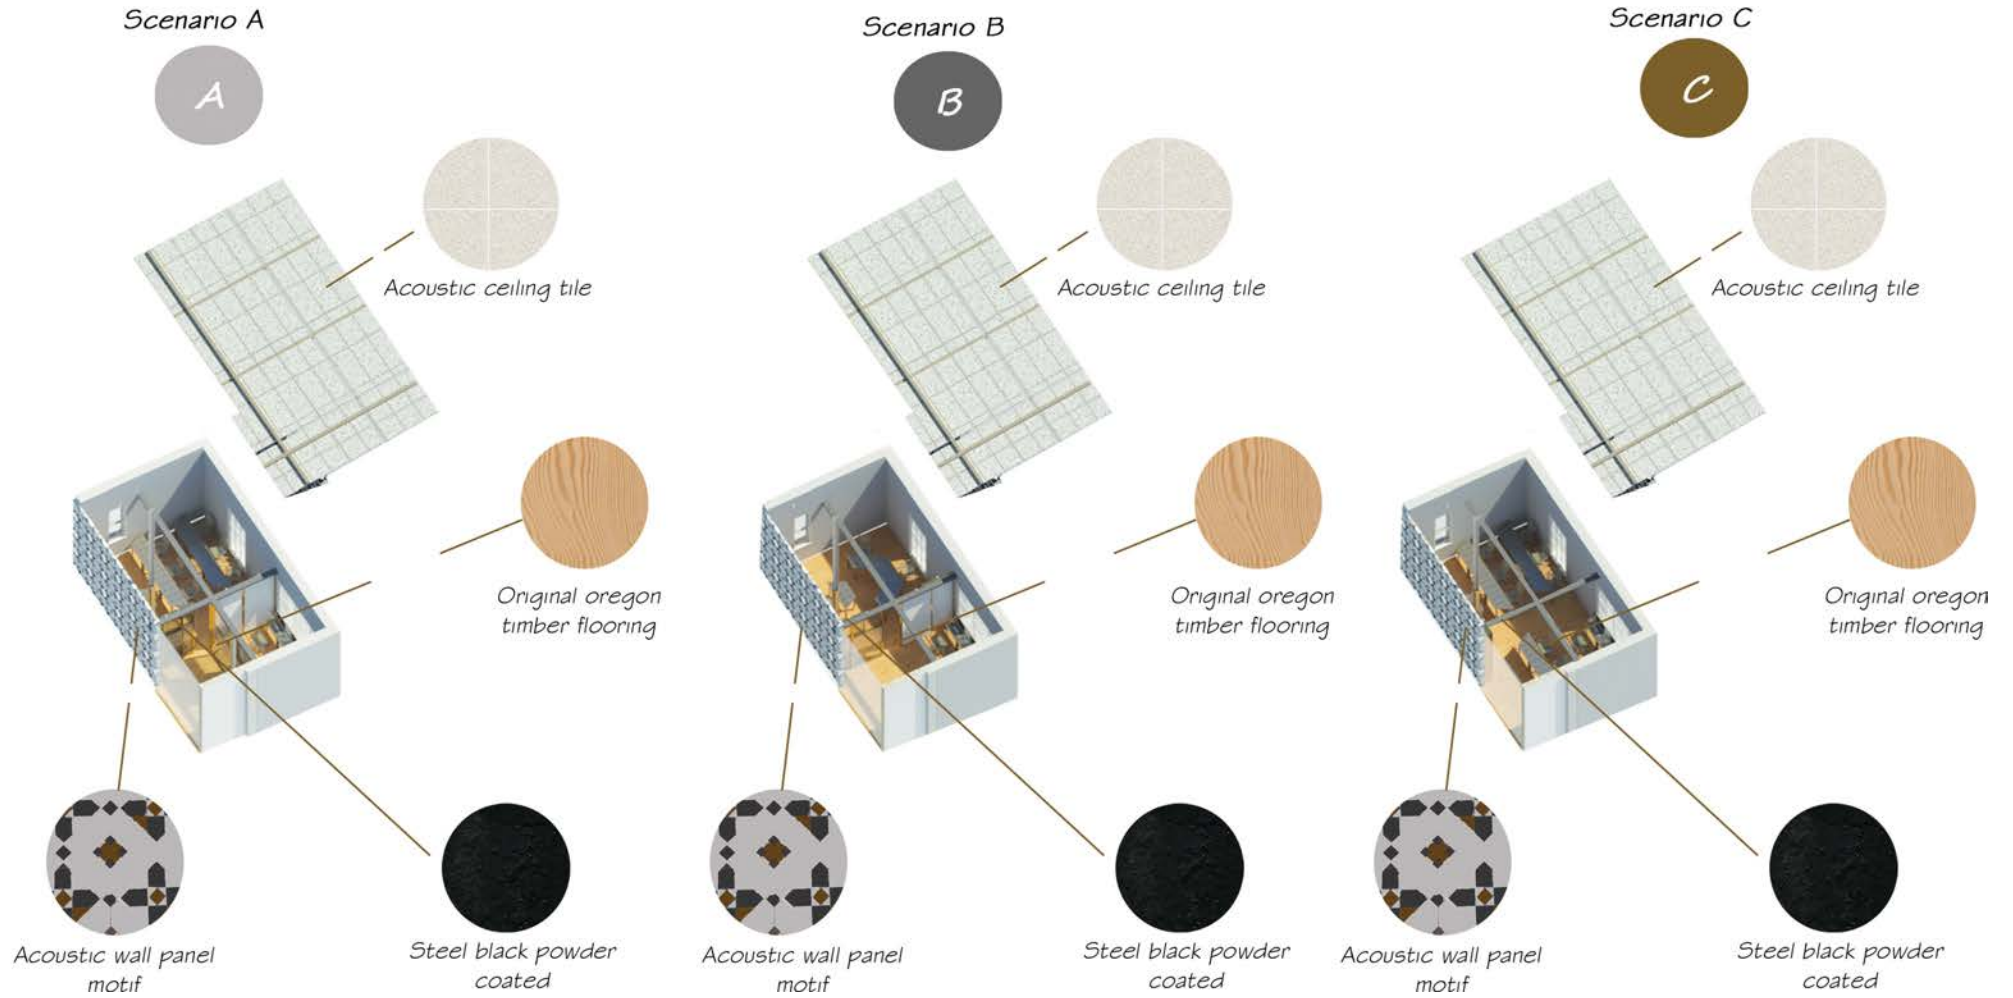 Scenario A
A
Acoustic ceiling tile
Original oregon
timber flooring
Acoustic wall panel
motif
Steel black powder
coated
Scenario B
B
Acoustic ceiling tile
Original oregon
timber flooring
Acoustic wall panel
motif
Steel black powder
coated
Scenario C
C
Acoustic ceiling tile
Original oregon
timber flooring
Acoustic wall panel
motif
Steel black powder
coated